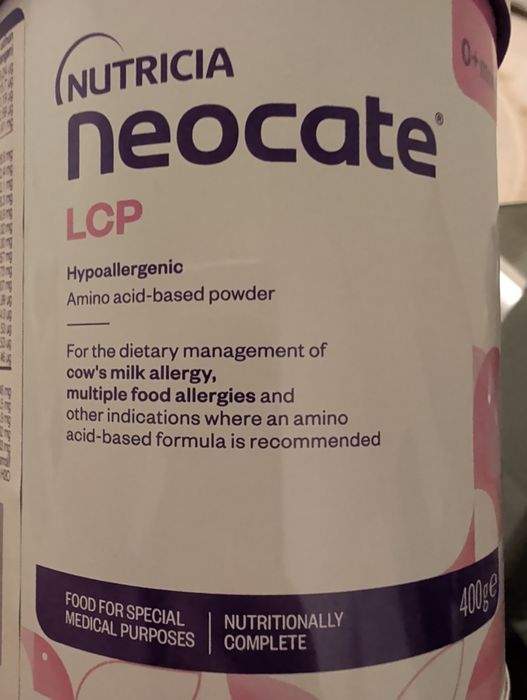 0+
NUTRICIA
neocate®
LCP
Hypoallergenic
Amino acid-based powder
For the dietary management of
cow's milk allergy,
multiple food allergies and
other indications where an amino
acid-based formula is recommended
FOOD FOR SPECIAL
MEDICAL PURPOSES
NUTRITIONALLY
COMPLETE
400g℮